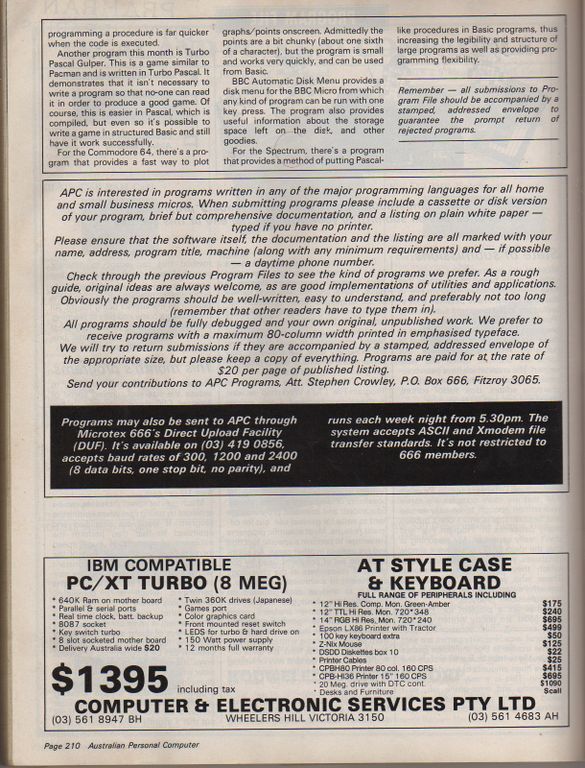 programming a procedure is far quicker
when the code is executed.
Another program this month is Turbo
Pascal Gulper. This is a game similar to
Pacman and is written in Turbo Pascal. It
demonstrates that it isn't necessary to
write a program so that no-one can read
it in order to produce a good game. Of
course, this is easier in Pascal, which is
compiled, but even so it's possible to
write a game in structured Basic and still
have it work successfully.
For the Commodore 64, there's a pro-
gram that provides a fast way to plot
graphs/points onscreen. Admittedly the
points are a bit chunky (about one sixth
of a character), but the program is small
and works very quickly, and can be used
from Basic.
BBC Automatic Disk Menu provides a
disk menu for the BBC Micro from which
any kind of program can be run with one
key press. The program also provides
useful information about the storage
space left on the disk, and other
goodies.
For the Spectrum, there's a program
that provides a method of putting Pascal-
like procedures in Basic programs, thus
increasing the legibility and structure of
large programs as well as providing pro-
gramming flexibility.
Remember — all submissions to Pro-
gram File should be accompanied by a
stamped, addressed envelope to
guarantee the prompt return of
rejected programs.
APC is interested in programs written in any of the major programming languages for all home
and small business micros. When submitting programs please include a cassette or disk version
of your program, brief but comprehensive documentation, and a listing on plain white paper —
typed if you have no printer.
Please ensure that the software itself, the documentation and the listing are all marked with your
name, address, program title, machine (along with any minimum requirements) and — if possible
— a daytime phone number.
Check through the previous Program Files to see the kind of programs we prefer. As a rough
guide, original ideas are always welcome, as are good implementations of utilities and applications.
Obviously the programs should be well-written, easy to understand, and preferably not too long
(remember that other readers have to type them in).
All programs should be fully debugged and your own original, unpublished work. We prefer to
receive programs with a maximum 80-column width printed in emphasised typeface.
We will try to return submissions if they are accompanied by a stamped, addressed envelope of
the appropriate size, but please keep a copy of everything. Programs are paid for at the rate of
$20 per page of published listing.
Send your contributions to APC Programs, Att. Stephen Crowley, P.O. Box 666, Fitzroy 3065.
Programs may also be sent to APC through
Microtex 666's Direct Upload Facility
(DUF). It's available on (03) 419 0856,
accepts baud rates of 300, 1200 and 2400
(8 data bits, one stop bit, no parity), and
runs each week night from 5.30pm. The
system accepts ASCII and Xmodem file
transfer standards. It's not restricted to
666 members.
IBM COMPATIBLE
PC/XT TURBO (8 MEG)
* 640K Ram on mother board
* Parallel & serial ports
* Real time clock, batt. backup
* 8087 socket
* Key switch turbo
* 8 slot socketed mother board
* Delivery Australia wide $20
* Twin 360K drives (Japanese)
* Games port
* Color graphics card
* Front mounted reset switch
* LEDS for turbo & hard drive on
* 150 Watt power supply
* 12 months full warranty
$1395 including tax
AT STYLE CASE
& KEYBOARD
FULL RANGE OF PERIPHERALS INCLUDING
* 12" Hi Res. Comp. Mon. Green-Amber $175
* 12" TTL Hi Res. Mon. 720*348 $240
* 14" RGB Hi Res. Mon. 720*240 $695
* Epson LX86 Printer with Tractor $499
* 100 key keyboard extra $50
* Z-Nix Mouse $125
* DSDD Diskettes box 10 $22
* Printer Cables $25
* CPBH80 Printer 80 col. 160 CPS $415
* CPB-HI36 Printer 15" 160 CPS $695
* 20 Meg. drive with DTC cont. $1090
* Desks and Furniture $call
COMPUTER & ELECTRONIC SERVICES PTY LTD
(03) 561 8947 BH WHEELERS HILL VICTORIA 3150 (03) 561 4683 AH
Page 210 Australian Personal Computer